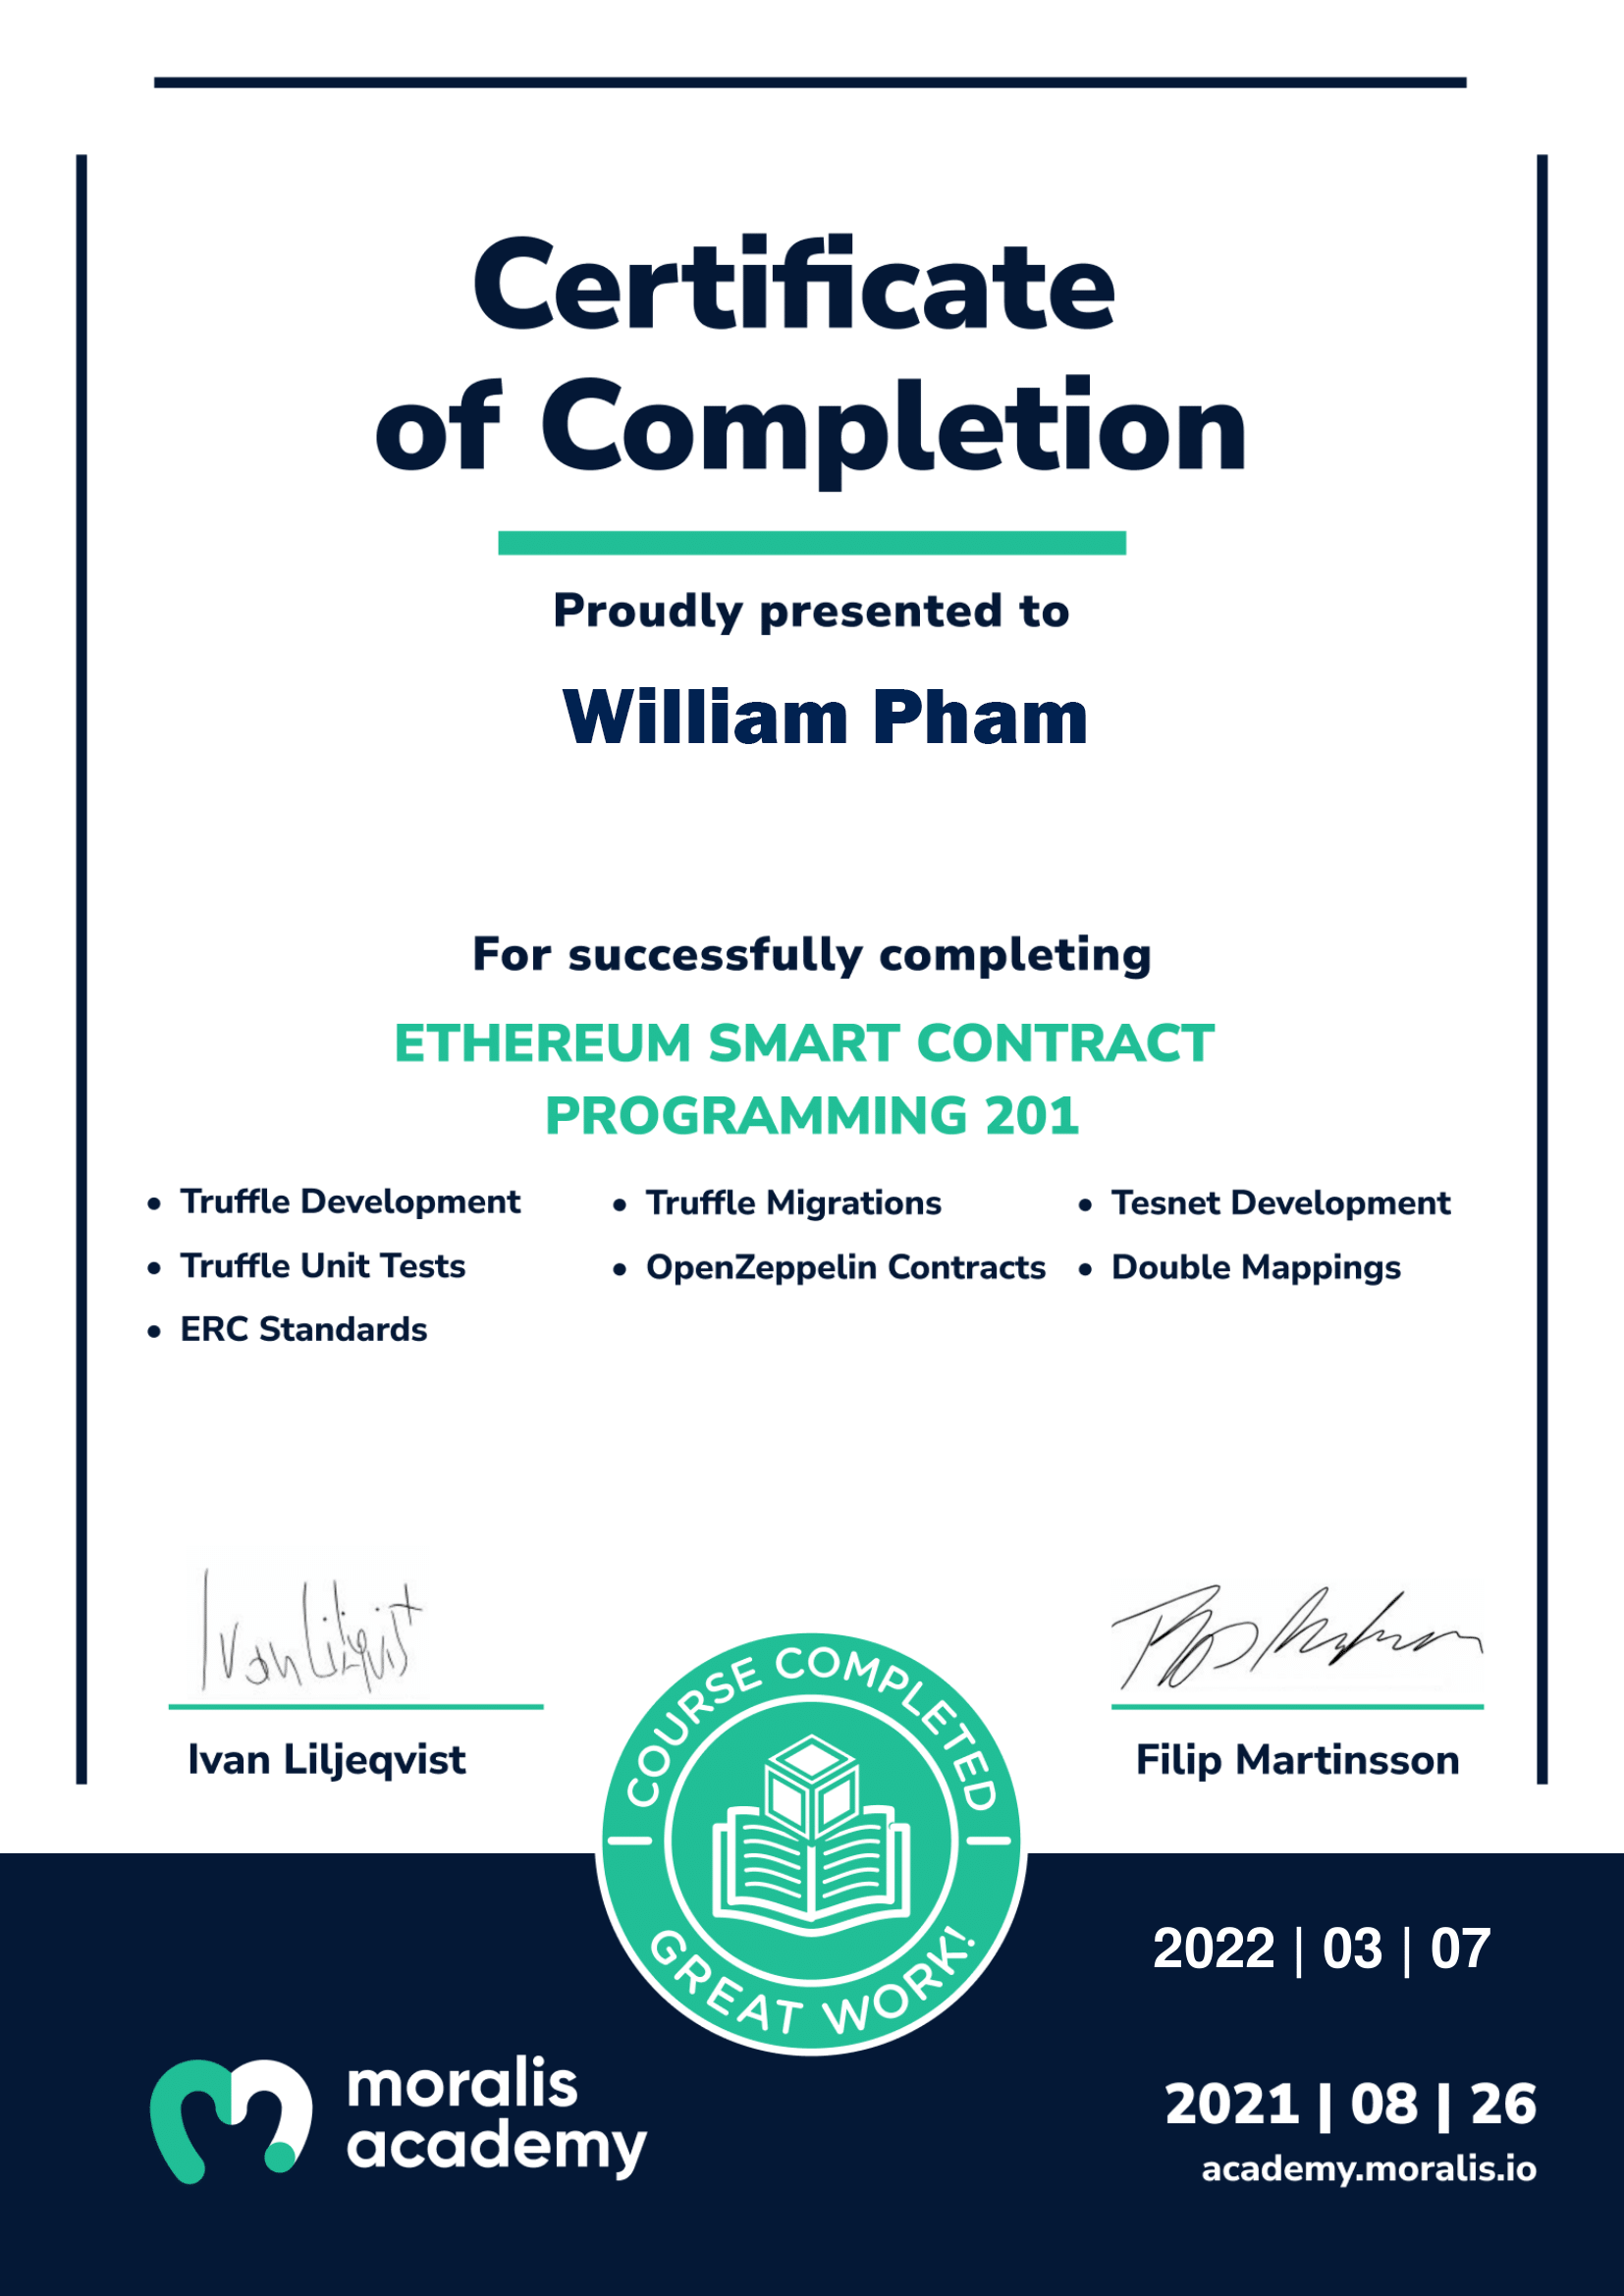 Certificate
of Completion
Proudly presented to
William Pham
For successfully completing
ETHEREUM SMART CONTRACT
PROGRAMMING 201
• Truffle Development
• Truffle Migrations
• Tesnet Development
• Truffle Unit Tests
• OpenZeppelin Contracts
• Double Mappings
• ERC Standards
Ivan Liljeqvist
Ivan Liljeqvist
Filip Martinsson
COURSE COMPLETED
GREAT WORK!
2022 | 03 | 07
moralis
academy
2021 | 08 | 26
academy.moralis.io